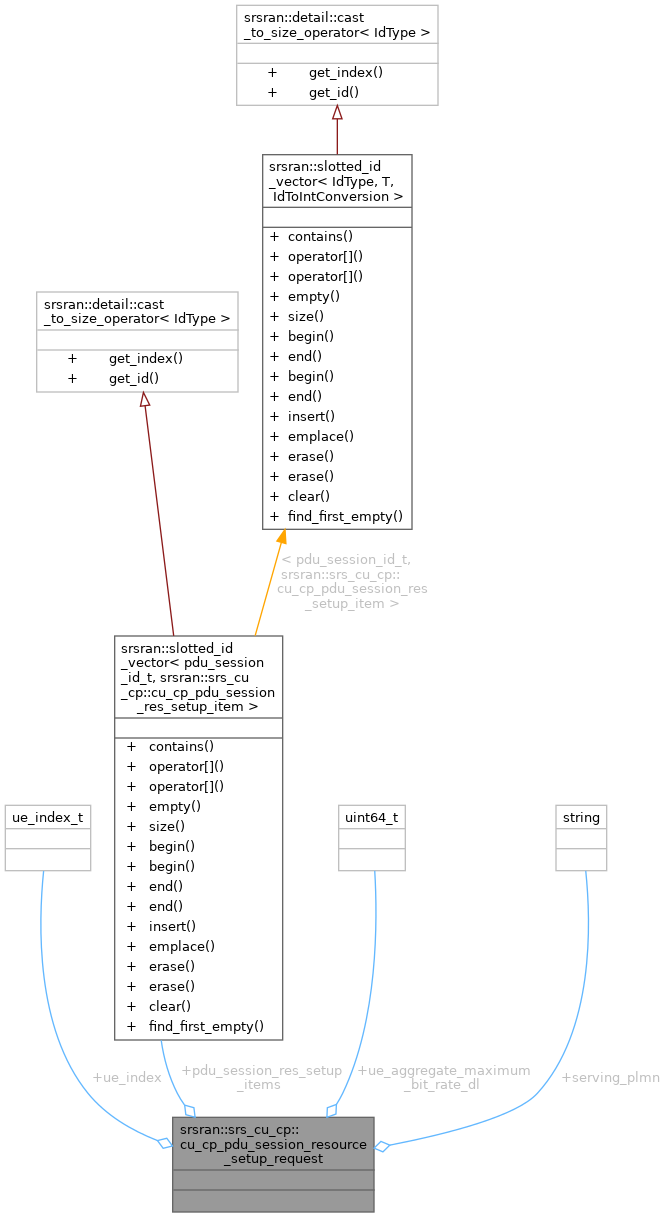 srsran::detail::cast
_to_size_operator< IdType >
+ get_index()
+ get_id()
srsran::slotted_id
_vector< IdType, T,
IdToIntConversion >
+ contains()
+ operator[]()
+ operator[]()
+ empty()
+ size()
+ begin()
+ end()
+ begin()
+ end()
+ insert()
+ emplace()
+ erase()
+ erase()
+ clear()
+ find_first_empty()
srsran::detail::cast
_to_size_operator< IdType >
+ get_index()
+ get_id()
< pdu_session_id_t,
srsran::srs_cu_cp::
cu_cp_pdu_session_res
_setup_item >
srsran::slotted_id
_vector< pdu_session
_id_t, srsran::srs_cu
_cp::cu_cp_pdu_session
_res_setup_item >
+ contains()
+ operator[]()
+ operator[]()
+ empty()
+ size()
+ begin()
+ begin()
+ end()
+ end()
+ insert()
+ emplace()
+ erase()
+ erase()
+ clear()
+ find_first_empty()
ue_index_t
uint64_t
string
+ue_index
+pdu_session_res_setup
_items
+ue_aggregate_maximum
_bit_rate_dl
+serving_plmn
srsran::srs_cu_cp::
cu_cp_pdu_session_resource
_setup_request